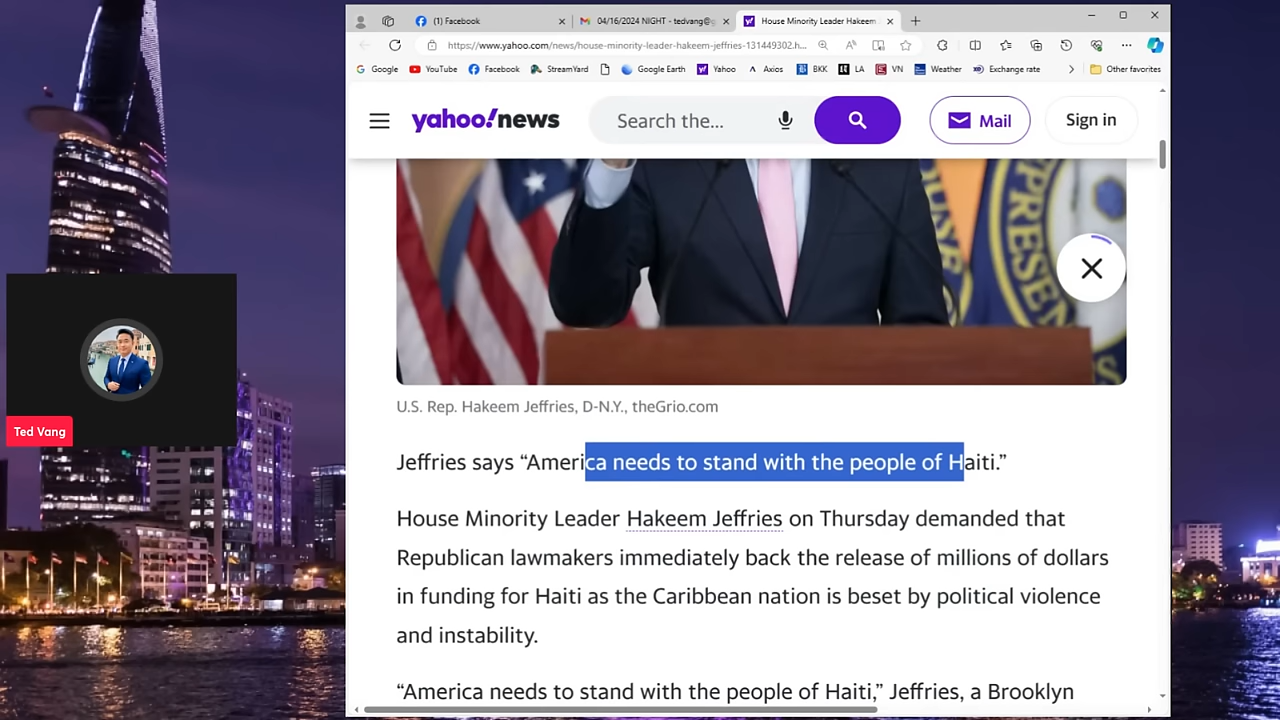 (1) Facebook
04/16/2024 NIGHT - tedvang@g
House Minority Leader Hakeem
https://www.yahoo.com/news/house-minority-leader-hakeem-jeffries-131449302.h...
Google
YouTube
Facebook
StreamYard
Google Earth
Yahoo
Axios
BKK
LA
VN
Weather
Exchange rate
Other favorites
yahoo!news
Search the...
Mail
Sign in
U.S. Rep. Hakeem Jeffries, D-N.Y., theGrio.com
Jeffries says “America needs to stand with the people of Haiti.”
House Minority Leader Hakeem Jeffries on Thursday demanded that
Republican lawmakers immediately back the release of millions of dollars
in funding for Haiti as the Caribbean nation is beset by political violence
and instability.
“America needs to stand with the people of Haiti,” Jeffries, a Brooklyn
Ted Vang